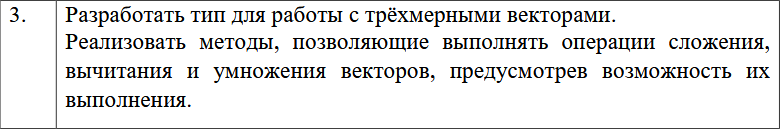 3. Разработать тип для работы с трёхмерными векторами.
Реализовать методы, позволяющие выполнять операции сложения,
вычитания и умножения векторов, предусмотрев возможность их
выполнения.